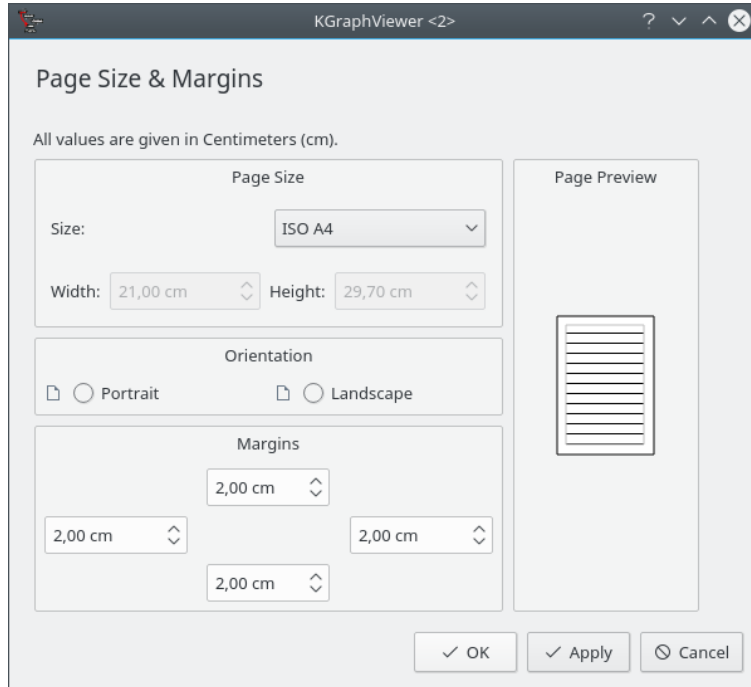 KGraphViewer <2>
Page Size & Margins
All values are given in Centimeters (cm).
Page Size
Size: ISO A4
Width: 21,00 cm Height: 29,70 cm
Page Preview
Orientation
Portrait Landscape
Margins
2,00 cm
2,00 cm 2,00 cm
2,00 cm
OK Apply Cancel